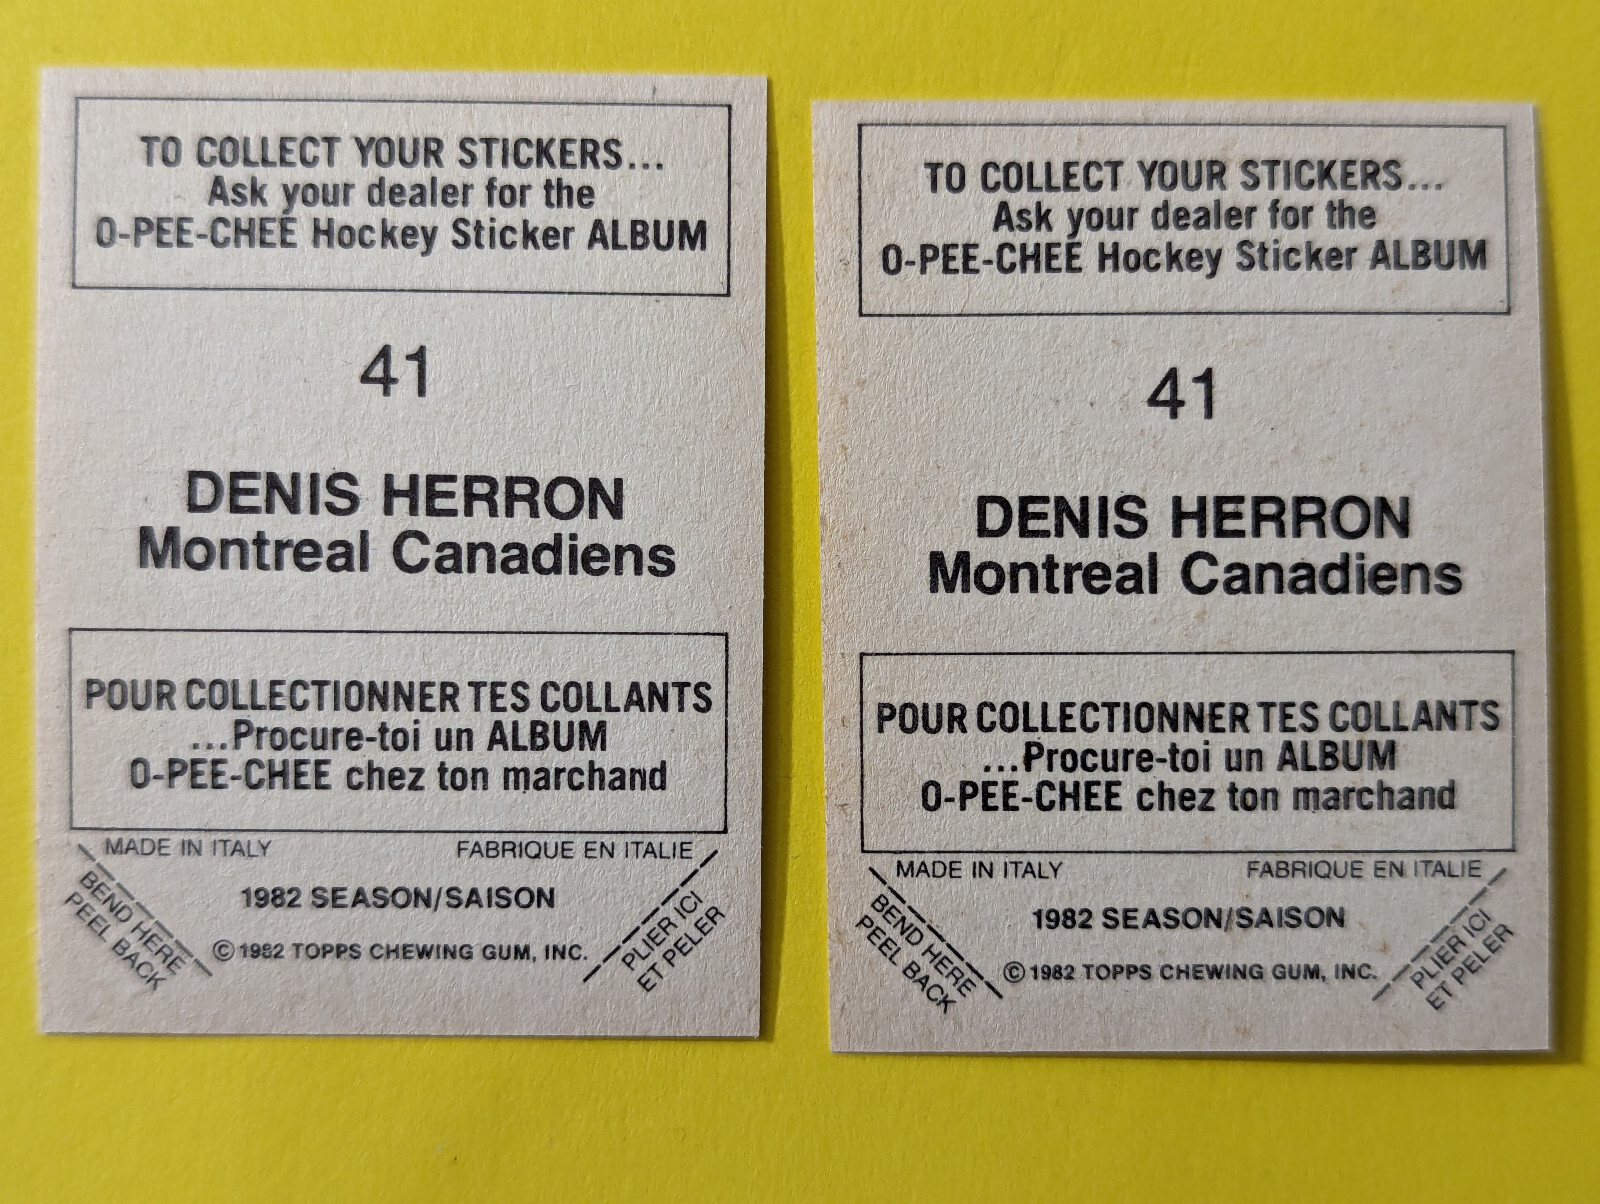 TO COLLECT YOUR STICKERS...
Ask your dealer for the
O-PEE-CHEE Hockey Sticker ALBUM
41
DENIS HERRON
Montreal Canadiens
POUR COLLECTIONNER TES COLLANTS
...Procure-toi un ALBUM
O-PEE-CHEE chez ton marchand
MADE IN ITALY
FABRIQUE EN ITALIE
BEND HERE
PEEL BACK
1982 SEASON/SAISON
© 1982 TOPPS CHEWING GUM, INC.
PLIER ICI
ET PELER
TO COLLECT YOUR STICKERS...
Ask your dealer for the
O-PEE-CHEE Hockey Sticker ALBUM
41
DENIS HERRON
Montreal Canadiens
POUR COLLECTIONNER TES COLLANTS
...Procure-toi un ALBUM
O-PEE-CHEE chez ton marchand
MADE IN ITALY
FABRIQUE EN ITALIE
BEND HERE
PEEL BACK
1982 SEASON/SAISON
© 1982 TOPPS CHEWING GUM, INC.
PLIER ICI
ET PELER